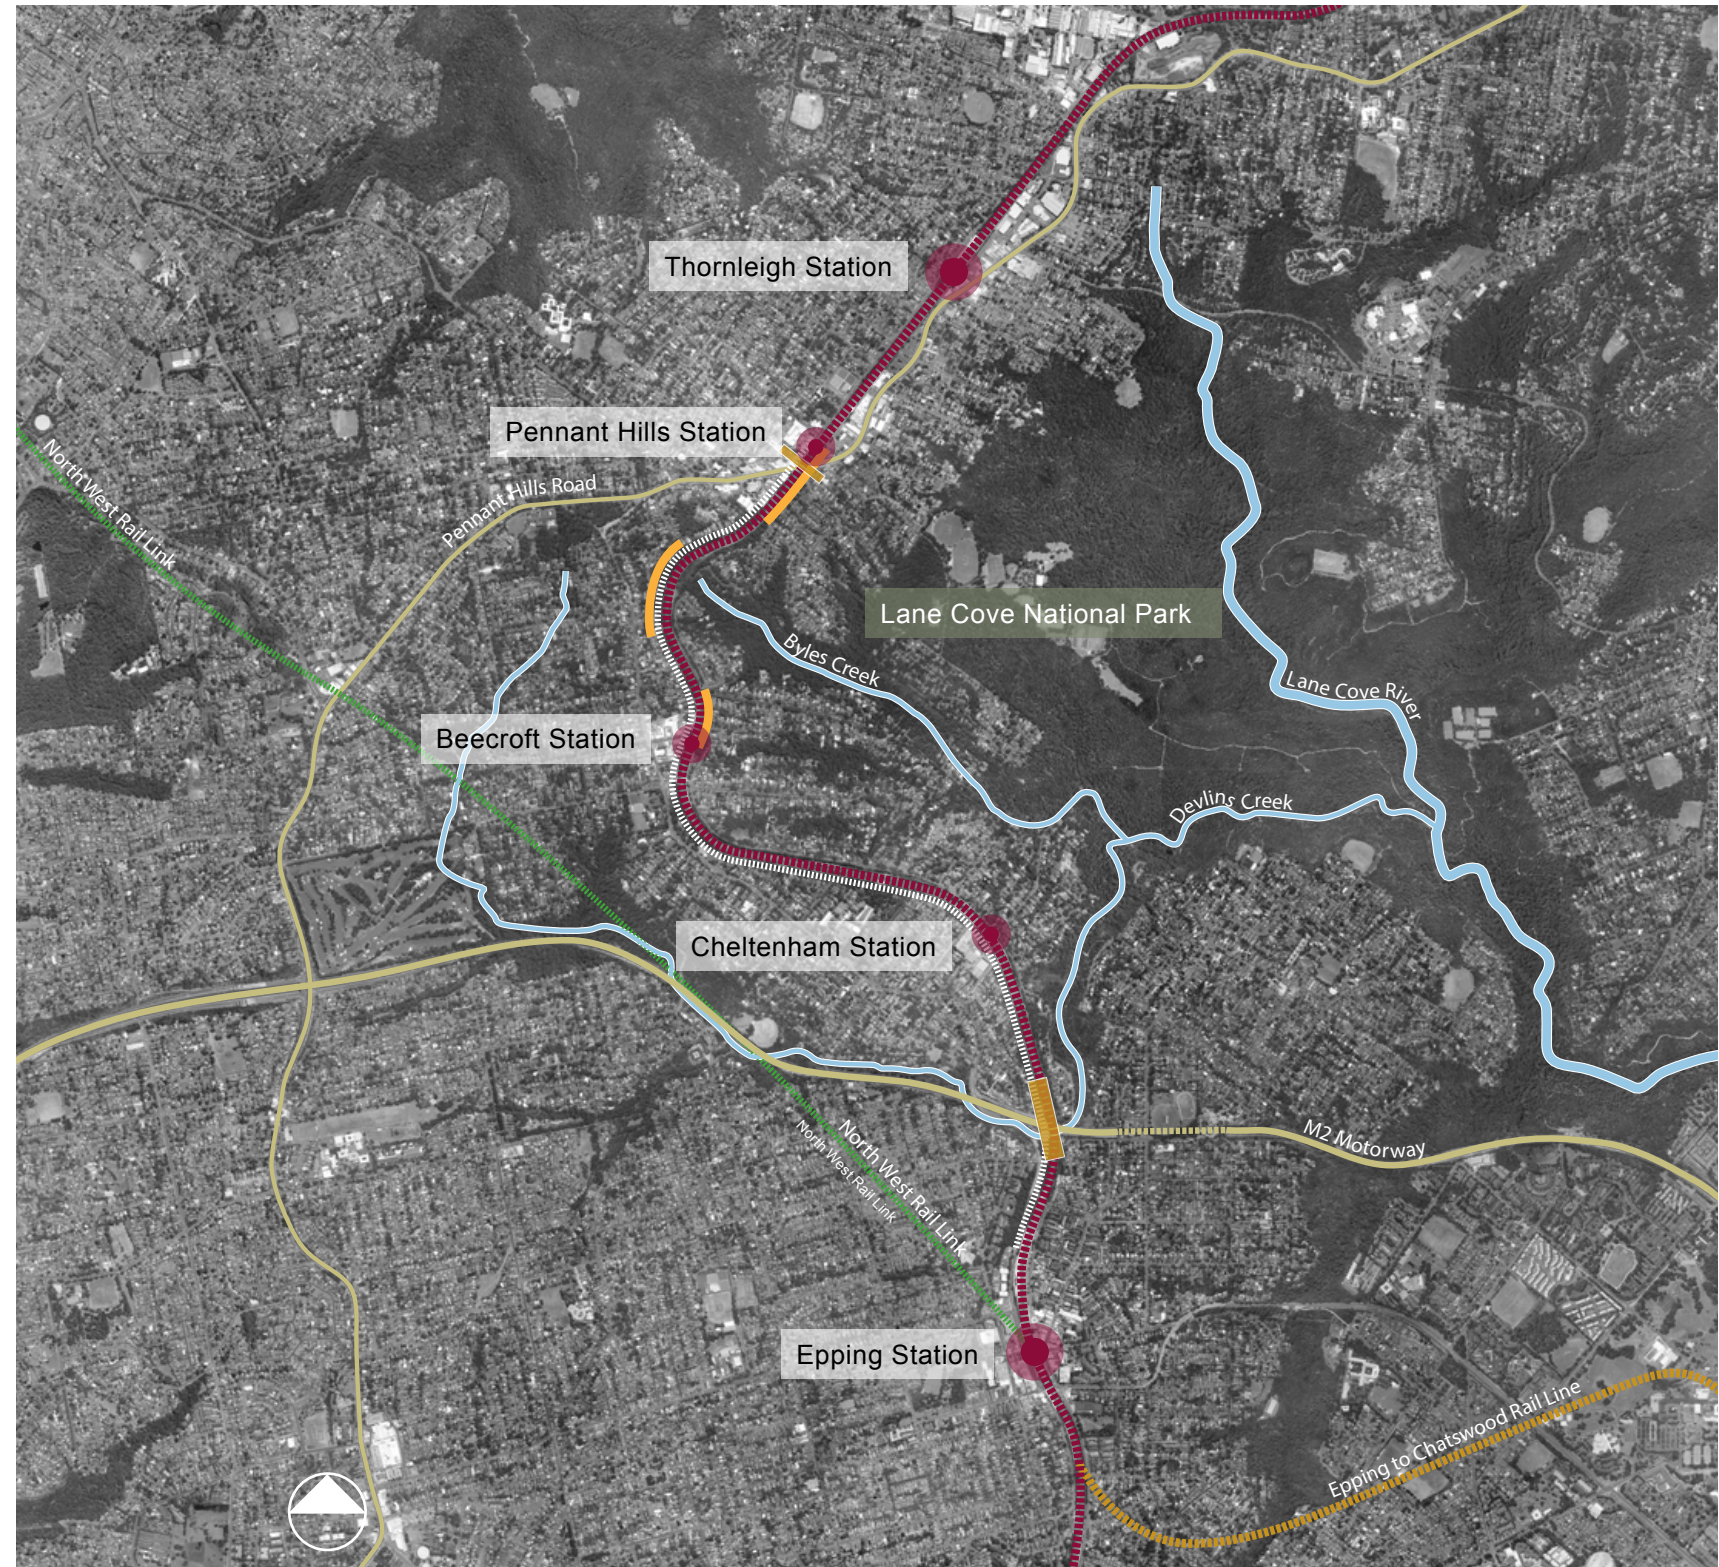 Thornleigh Station
Pennant Hills Station
North West Rail Link
Pennant Hills Road
Lane Cove National Park
Byles Creek
Lane Cove River
Beecroft Station
Devlins Creek
Cheltenham Station
North West Rail Link
North West Rail Link
M2 Motorway
Epping Station
Epping to Chatswood Rail Line